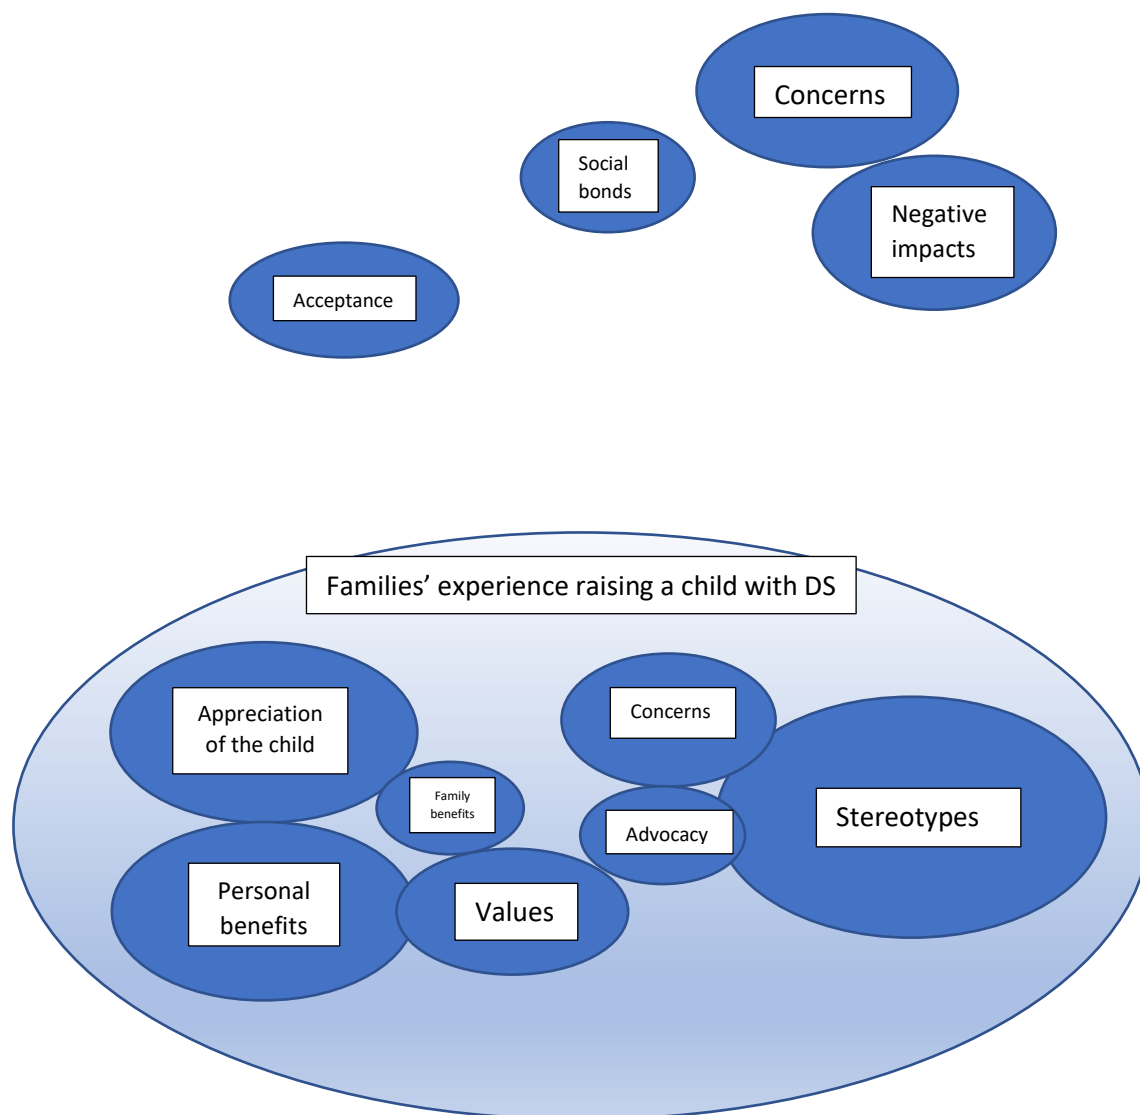 Concerns
Social
bonds
Negative
impacts
Acceptance
Families’ experience raising a child with DS
Appreciation
of the child
Concerns
Family
benefits
Stereotypes
Advocacy
Personal
benefits
Values